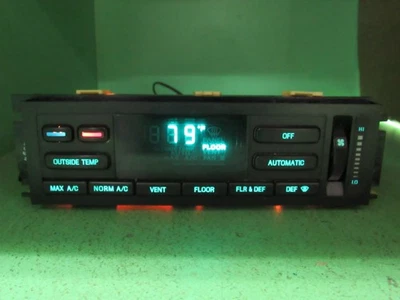 79°
FLOOR
OFF
HI
OUTSIDE TEMP
AUTOMATIC
LO
MAX A/C NORM A/C VENT FLOOR FLR & DEF DEF